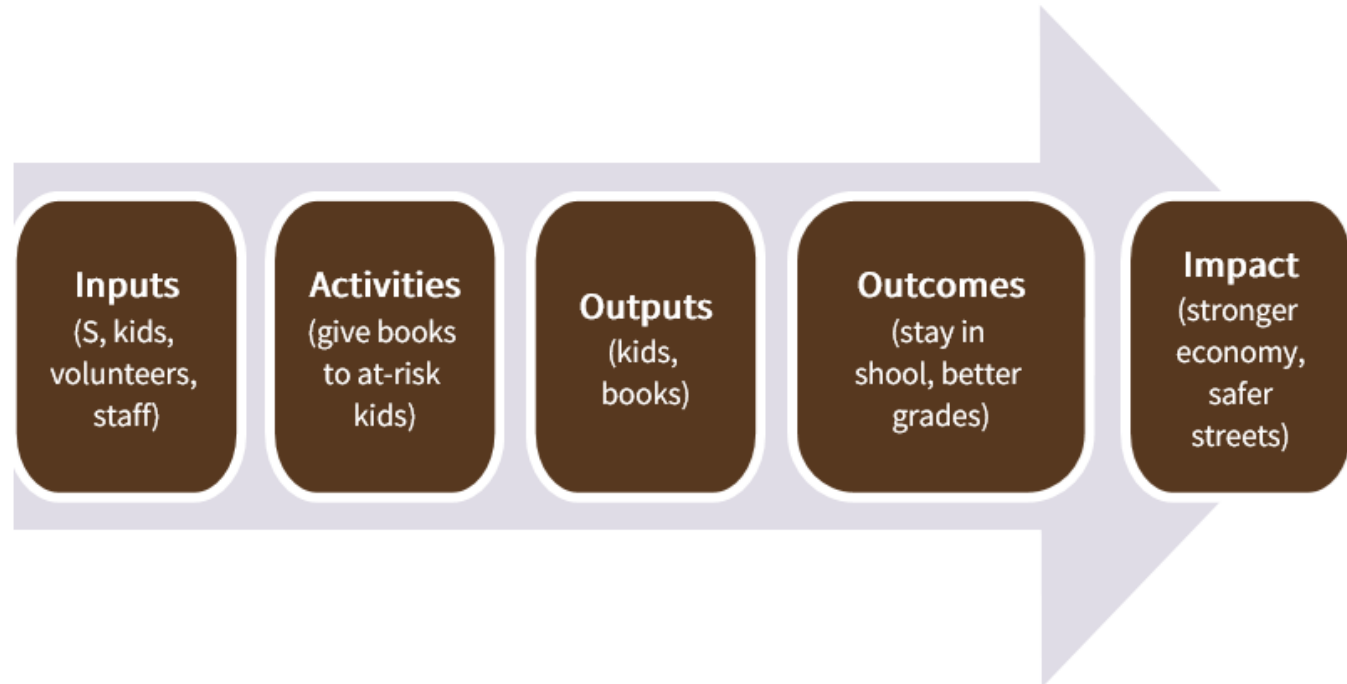 Inputs
(S, kids,
volunteers,
staff)
Activities
(give books
to at-risk
kids)
Outputs
(kids,
books)
Outcomes
(stay in
shool, better
grades)
Impact
(stronger
economy,
safer
streets)